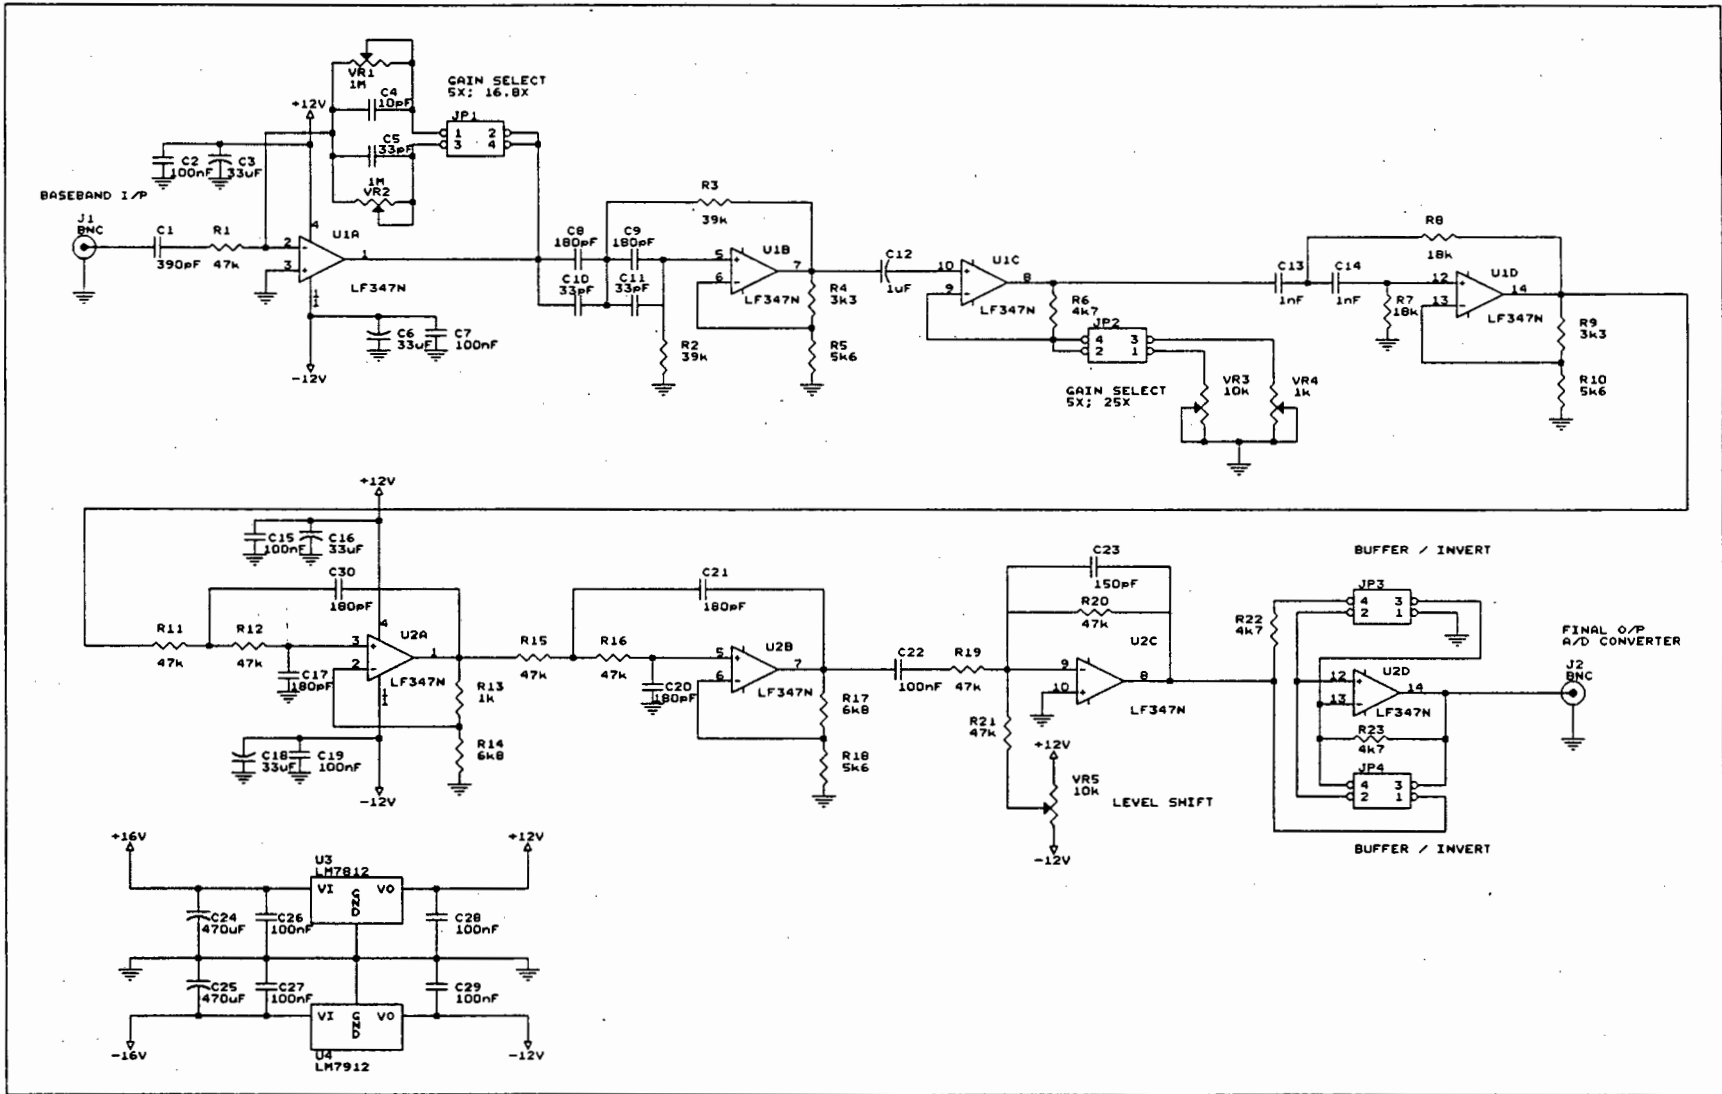 VR1
1M
C4
10pF
GAIN SELECT
5X; 16.8X
JP1
1 2
3 4
+12V
C5
33pF
C2
100nF
C3
33uF
1M
VR2
BASEBAND I/P
J1
BNC
C1
390pF
R1
47k
4
2
3
1
11
U1A
LF347N
C6
33uF
C7
100nF
-12V
C8
180pF
C9
180pF
C10
33pF
C11
33pF
R3
39k
R2
39k
5
6
7
U1B
LF347N
R4
3k3
R5
5k6
C12
1uF
10
9
8
U1C
LF347N
R6
4k7
JP2
4 3
2 1
GAIN SELECT
5X; 25X
VR3
10k
VR4
1k
C13
1nF
C14
1nF
R8
18k
R7
18k
12
13
14
U1D
LF347N
R9
3k3
R10
5k6
+12V
C15
100nF
C16
33uF
C30
180pF
R11
47k
R12
47k
C17
180pF
4
3
2
1
11
U2A
LF347N
R13
1k
R14
6k8
C18
33uF
C19
100nF
-12V
R15
47k
R16
47k
C21
180pF
C20
180pF
5
6
7
U2B
LF347N
R17
6k8
R18
5k6
C22
100nF
R19
47k
C23
150pF
R20
47k
9
10
8
U2C
LF347N
R21
47k
+12V
VR5
10k
-12V
LEVEL SHIFT
BUFFER / INVERT
JP3
4 3
2 1
R22
4k7
12
13
14
U2D
LF347N
R23
4k7
JP4
4 3
2 1
BUFFER / INVERT
FINAL O/P
A/D CONVERTER
J2
BNC
+16V
+12V
U3
LM7812
VI GND VO
C24
470uF
C26
100nF
C28
100nF
C25
470uF
C27
100nF
C29
100nF
VI GND VO
-16V
-12V
U4
LM7912